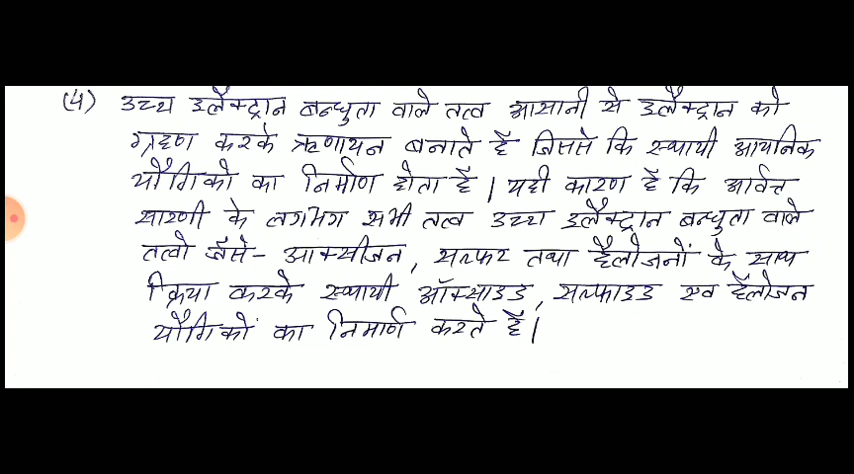 (4) उच्च इलैक्ट्रान बन्धुता वाले तत्व आसानी से इलैक्ट्रान को
ग्रहण करके ऋणायन बनाते हैं जिससे कि स्थायी आयनिक
यौगिको का निर्माण होता है। यही कारण है कि आर्वत
सारणी के लगभग सभी तत्व उच्च इलैक्ट्रान बन्धुता वाले
तत्वो जैसे - आक्सीजन, सल्फर तथा हैलोजनों के साथ
क्रिया करके स्थायी ऑक्साइड, सल्फाइड एव हैलोजन
यौगिकों का निमार्ण करते हैं।